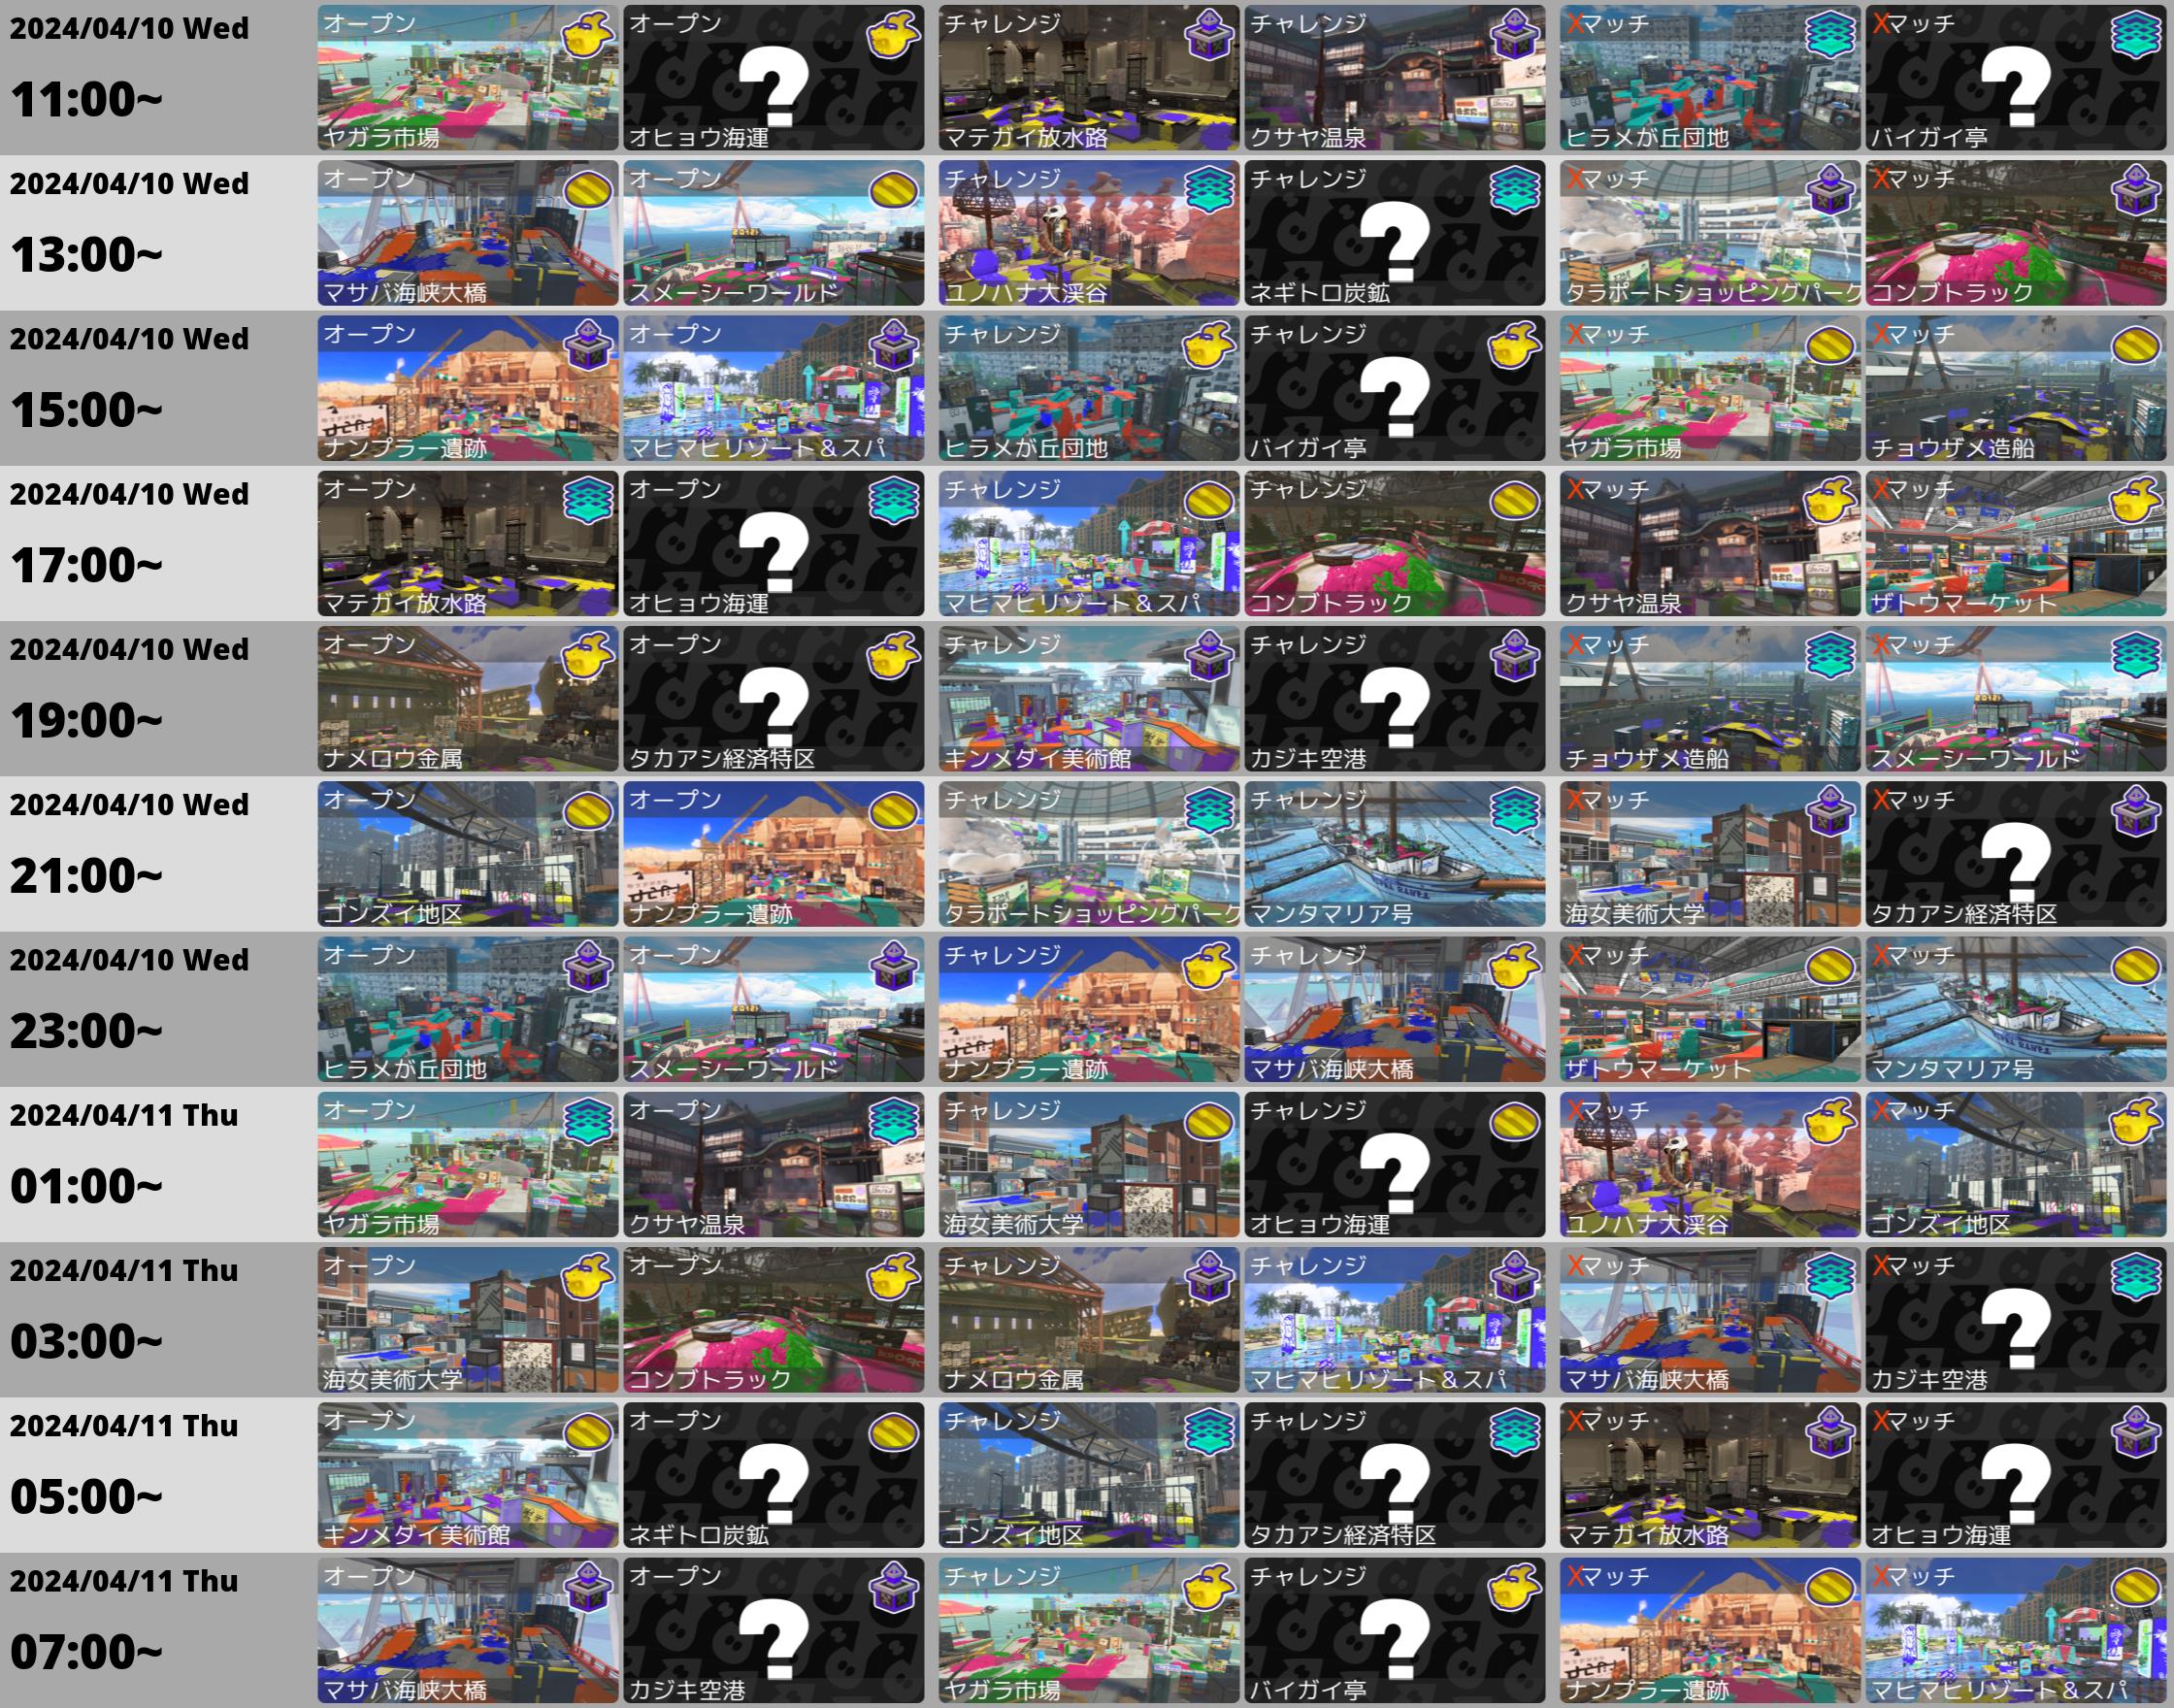 2024/04/10 Wed
11:00~
オープン
ヤガラ市場
オープン
オヒョウ海運
チャレンジ
マテガイ放水路
チャレンジ
クサヤ温泉
Xマッチ
ヒラメが丘団地
Xマッチ
バイガイ亭
2024/04/10 Wed
13:00~
オープン
マサバ海峡大橋
オープン
スメーシーワールド
チャレンジ
ユノハナ大渓谷
チャレンジ
ネギトロ炭鉱
Xマッチ
タラポートショッピングパーク
Xマッチ
コンブトラック
2024/04/10 Wed
15:00~
オープン
ナンプラー遺跡
オープン
マヒマヒリゾート＆スパ
チャレンジ
ヒラメが丘団地
チャレンジ
バイガイ亭
Xマッチ
ヤガラ市場
Xマッチ
チョウザメ造船
2024/04/10 Wed
17:00~
オープン
マテガイ放水路
オープン
オヒョウ海運
チャレンジ
マヒマヒリゾート＆スパ
チャレンジ
コンブトラック
Xマッチ
クサヤ温泉
Xマッチ
ザトウマーケット
2024/04/10 Wed
19:00~
オープン
ナメロウ金属
オープン
タカアシ経済特区
チャレンジ
キンメダイ美術館
チャレンジ
カジキ空港
Xマッチ
チョウザメ造船
Xマッチ
スメーシーワールド
2024/04/10 Wed
21:00~
オープン
ゴンズイ地区
オープン
ナンプラー遺跡
チャレンジ
タラポートショッピングパーク
チャレンジ
マンタマリア号
Xマッチ
海女美術大学
Xマッチ
タカアシ経済特区
2024/04/10 Wed
23:00~
オープン
ヒラメが丘団地
オープン
スメーシーワールド
チャレンジ
ナンプラー遺跡
チャレンジ
マサバ海峡大橋
Xマッチ
ザトウマーケット
Xマッチ
マンタマリア号
2024/04/11 Thu
01:00~
オープン
ヤガラ市場
オープン
クサヤ温泉
チャレンジ
海女美術大学
チャレンジ
オヒョウ海運
Xマッチ
ユノハナ大渓谷
Xマッチ
ゴンズイ地区
2024/04/11 Thu
03:00~
オープン
海女美術大学
オープン
コンブトラック
チャレンジ
ナメロウ金属
チャレンジ
マヒマヒリゾート＆スパ
Xマッチ
マサバ海峡大橋
Xマッチ
カジキ空港
2024/04/11 Thu
05:00~
オープン
キンメダイ美術館
オープン
ネギトロ炭鉱
チャレンジ
ゴンズイ地区
チャレンジ
タカアシ経済特区
Xマッチ
マテガイ放水路
Xマッチ
オヒョウ海運
2024/04/11 Thu
07:00~
オープン
マサバ海峡大橋
オープン
カジキ空港
チャレンジ
ヤガラ市場
チャレンジ
バイガイ亭
Xマッチ
ナンプラー遺跡
Xマッチ
マヒマヒリゾート＆スパ